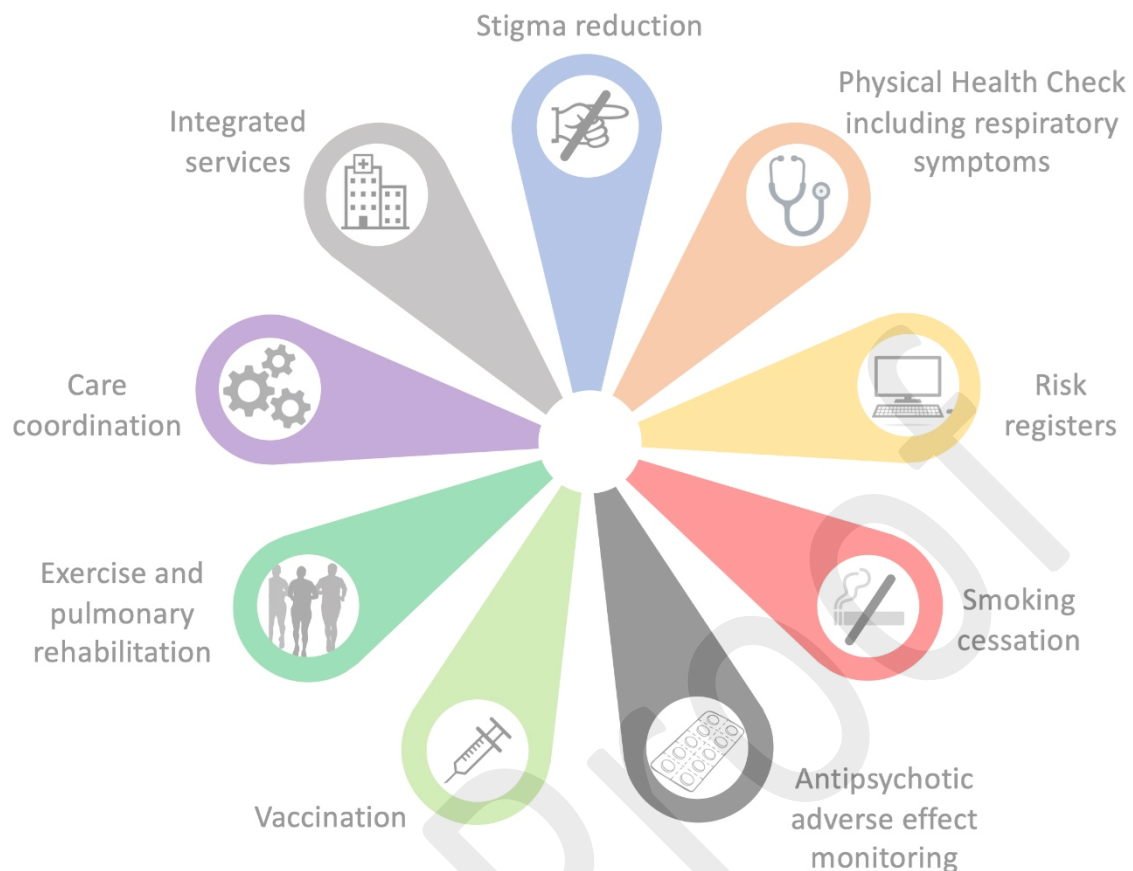 Stigma reduction
Physical Health Check
including respiratory
symptoms
Risk
registers
Smoking
cessation
Antipsychotic
adverse effect
monitoring
Vaccination
Exercise and
pulmonary
rehabilitation
Care
coordination
Integrated
services
Proof